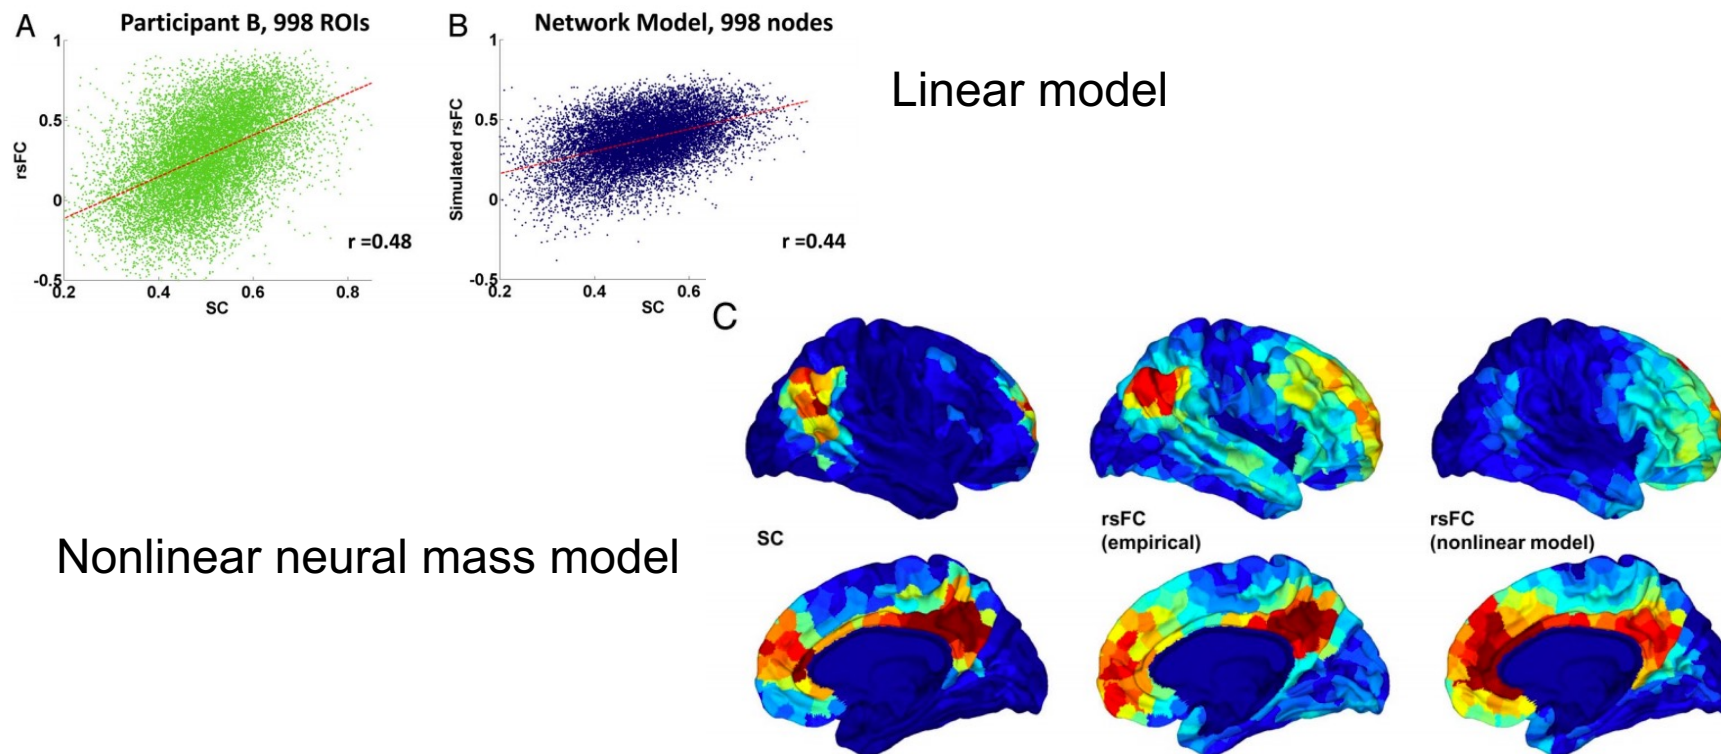 A
Participant B, 998 ROIs
1
0.5
0
-0.5
rsFC
0.2 0.4 0.6 0.8
SC
r =0.48
B
Network Model, 998 nodes
1
0.5
0
-0.5
Simulated rsFC
0.2 0.4 0.6
SC
r =0.44
Linear model
Nonlinear neural mass model
C
SC
rsFC
(empirical)
rsFC
(nonlinear model)